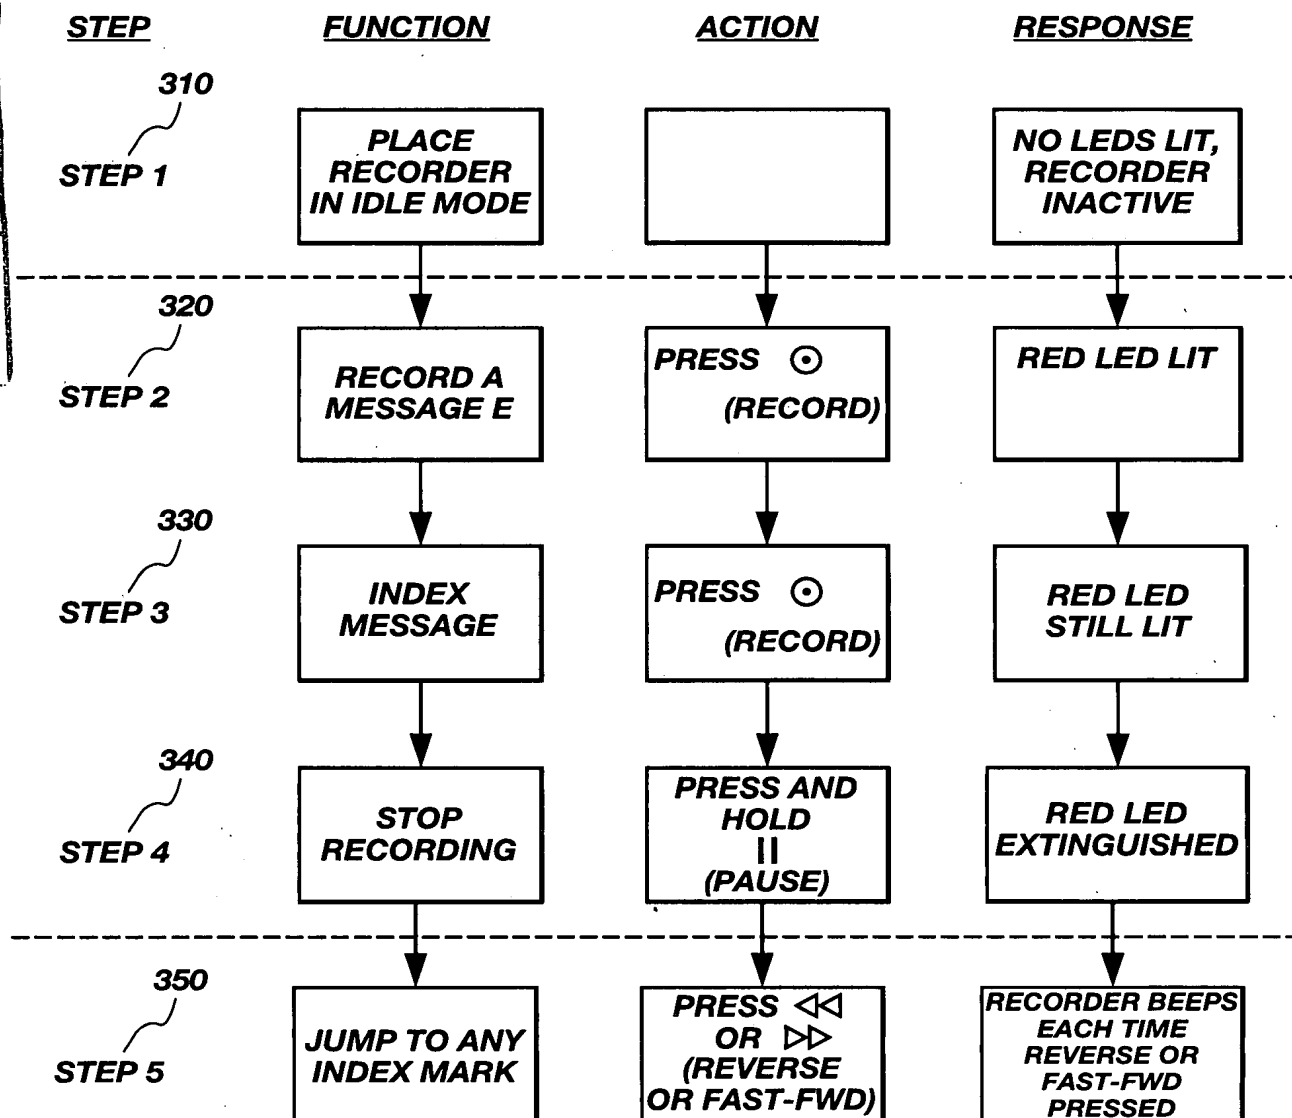 STEP FUNCTION ACTION RESPONSE
310
STEP 1
PLACE
RECORDER
IN IDLE MODE
NO LEDS LIT,
RECORDER
INACTIVE
320
STEP 2
RECORD A
MESSAGE E
PRESS
(RECORD)
RED LED LIT
330
STEP 3
INDEX
MESSAGE
PRESS
(RECORD)
RED LED
STILL LIT
340
STEP 4
STOP
RECORDING
PRESS AND
HOLD
(PAUSE)
RED LED
EXTINGUISHED
350
STEP 5
JUMP TO ANY
INDEX MARK
PRESS
OR
(REVERSE
OR FAST-FWD)
RECORDER BEEPS
EACH TIME
REVERSE OR
FAST-FWD
PRESSED